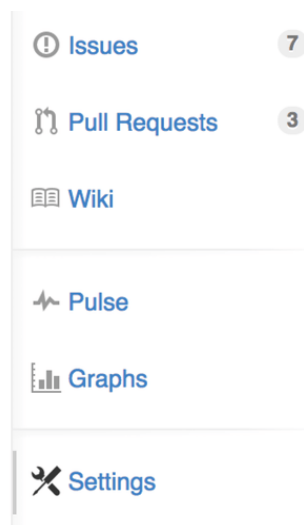 Issues 7
Pull Requests 3
Wiki
Pulse
Graphs
Settings